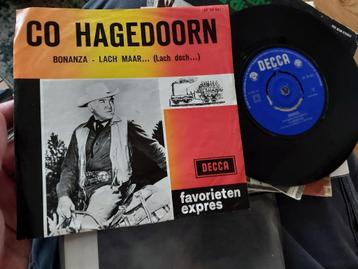 CO HAGEDOORN
BONANZA - LACH MAAR... (Lach doch...)
DECCA
favorieten
expres
DECCA